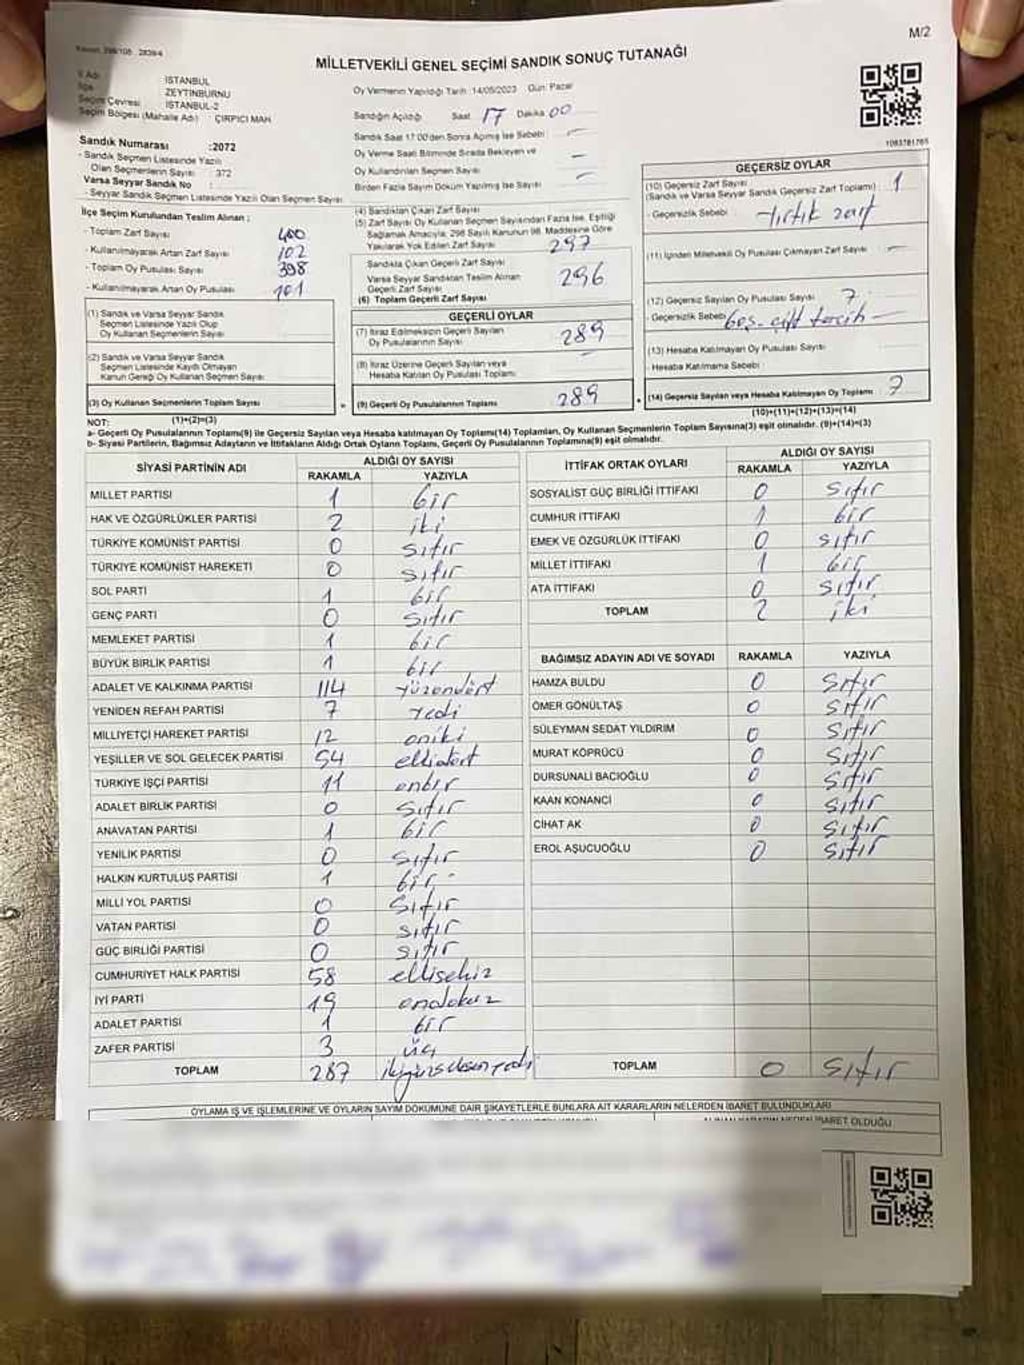 M/2
MİLLETVEKİLİ GENEL SEÇİMİ SANDIK SONUÇ TUTANAĞI
İl Adı : İSTANBUL
İlçe : ZEYTİNBURNU
Seçim Çevresi : İSTANBUL-2
Seçim Bölgesi (Mahalle Adı) : ÇIRPICI MAH
Oy Vermenin Yapıldığı Tarih :14/05/2023 Gün: Pazar
Sandığın Açıldığı Saat 17 Dakika 00
Sandık Saat 17:00'den Sonra Açılmış İse Sebebi : —
Oy Verme Saati Bitiminde Sırada Bekleyen ve
Oy Kullandırılan Seçmen Sayısı : —
Birden Fazla Sayım Döküm Yapılmış İse Sayısı —
1083781765
Sandık Numarası :2072
- Sandık Seçmen Listesinde Yazılı
Olan Seçmenlerin Sayısı : 372
Varsa Seyyar Sandık No :
- Seyyar Sandık Seçmen Listesinde Yazılı Olan Seçmen Sayısı
İlçe Seçim Kurulundan Teslim Alınan ;
- Toplam Zarf Sayısı 400
- Kullanılmayarak Artan Zarf Sayısı 102
- Toplam Oy Pusulası Sayısı 398
- Kullanılmayarak Artan Oy Pusulası 101
(1) Sandık ve Varsa Seyyar Sandık
Seçmen Listesinde Yazılı Olup
Oy Kullanan Seçmen Sayısı
(2) Sandık ve Varsa Seyyar Sandık
Seçmen Listesinde Kaydı Olmayan
Kanun Gereği Oy Kullanan Seçmen Sayısı
(3) Oy Kullanan Seçmenlerin Toplam Sayısı
(1)+(2)=(3)
(4) Sandıktan Çıkan Zarf Sayısı
(5) Zarf Sayısı Oy Kullanan Seçmen Sayısından Fazla İse, Eşitliği
Sağlamak Amacıyla; 298 Sayılı Kanunun 98. Maddesine Göre
Yakılarak Yok Edilen Zarf Sayısı 297
Sandıkta Çıkan Geçerli Zarf Sayısı
Varsa Seyyar Sandıktan Teslim Alınan
Geçerli Zarf Sayısı
(6) Toplam Geçerli Zarf Sayısı 296
GEÇERLİ OYLAR
(7) İtiraz Edilmeksizin Geçerli Sayılan
Oy Pusulalarının Sayısı 289
(8) İtiraz Üzerine Geçerli Sayılan veya
Hesaba Katılan Oy Pusulası Toplamı —
(9) Geçerli Oy Pusulalarının Toplamı 289
GEÇERSİZ OYLAR
(10) Geçersiz Zarf Sayısı
(Sandık ve Varsa Seyyar Sandık Geçersiz Zarf Toplamı) 1
- Geçersizlik Sebebi : yırtık zarf
(11) İçinden Milletvekili Oy Pusulası Çıkmayan Zarf Sayısı —
(12) Geçersiz Sayılan Oy Pusulası Sayısı 7
- Geçersizlik Sebebi boş - çift tercih —
(13) Hesaba Katılmayan Oy Pusulası Sayısı
- Hesaba Katılmama Sebebi :
(14) Geçersiz Sayılan veya Hesaba Katılmayan Oy Toplamı : 7
(10)+(11)+(12)+(13)=(14)
NOT:
a- Geçerli Oy Pusulalarının Toplamı(9) ile Geçersiz Sayılan veya Hesaba katılmayan Oy Toplamı(14) Toplamları, Oy Kullanan Seçmenlerin Toplam Sayısına(3) eşit olmalıdır. (9)+(14)=(3)
b- Siyasi Partilerin, Bağımsız Adayların ve İttifakların Aldığı Ortak Oyların Toplamı, Geçerli Oy Pusulalarının Toplamına(9) eşit olmalıdır.
SİYASİ PARTİNİN ADI ALDIĞI OY SAYISI
RAKAMLA YAZIYLA
MİLLET PARTİSİ 1 bir
HAK VE ÖZGÜRLÜKLER PARTİSİ 2 iki
TÜRKİYE KOMÜNİST PARTİSİ 0 sıfır
TÜRKİYE KOMÜNİST HAREKETİ 0 sıfır
SOL PARTİ 1 bir
GENÇ PARTİ 0 sıfır
MEMLEKET PARTİSİ 1 bir
BÜYÜK BİRLİK PARTİSİ 1 bir
ADALET VE KALKINMA PARTİSİ 114 yüzondört
YENİDEN REFAH PARTİSİ 7 yedi
MİLLİYETÇİ HAREKET PARTİSİ 12 oniki
YEŞİLLER VE SOL GELECEK PARTİSİ 54 ellidört
TÜRKİYE İŞÇİ PARTİSİ 11 onbir
ADALET BİRLİK PARTİSİ 0 sıfır
ANAVATAN PARTİSİ 1 bir
YENİLİK PARTİSİ 0 sıfır
HALKIN KURTULUŞ PARTİSİ 1 bir
MİLLİ YOL PARTİSİ 0 sıfır
VATAN PARTİSİ 0 sıfır
GÜÇ BİRLİĞİ PARTİSİ 0 sıfır
CUMHURİYET HALK PARTİSİ 58 ellisekiz
İYİ PARTİ 19 ondokuz
ADALET PARTİSİ 1 bir
ZAFER PARTİSİ 3 üç
TOPLAM 287 ikiyüzseksenyedi
İTTİFAK ORTAK OYLARI ALDIĞI OY SAYISI
RAKAMLA YAZIYLA
SOSYALİST GÜÇ BİRLİĞİ İTTİFAKI 0 sıfır
CUMHUR İTTİFAKI 1 bir
EMEK VE ÖZGÜRLÜK İTTİFAKI 0 sıfır
MİLLET İTTİFAKI 1 bir
ATA İTTİFAKI 0 sıfır
TOPLAM 2 iki
BAĞIMSIZ ADAYIN ADI VE SOYADI RAKAMLA YAZIYLA
HAMZA BULDU 0 sıfır
ÖMER GÖNÜLTAŞ 0 sıfır
SÜLEYMAN SEDAT YILDIRIM 0 sıfır
MURAT KÖPRÜCÜ 0 sıfır
DURSUNALİ BACIOĞLU 0 sıfır
KAAN KONANCİ 0 sıfır
CİHAT AK 0 sıfır
EROL AŞUCUOĞLU 0 sıfır
TOPLAM 0 sıfır
OYLAMA İŞ VE İŞLEMLERİNE VE OYLARIN SAYIM DÖKÜMÜNE DAİR ŞİKAYETLERLE BUNLARA AİT KARARLARIN NELERDEN İBARET BULUNDUKLARI
ALINAN KARARIN NEDEN İBARET OLDUĞU